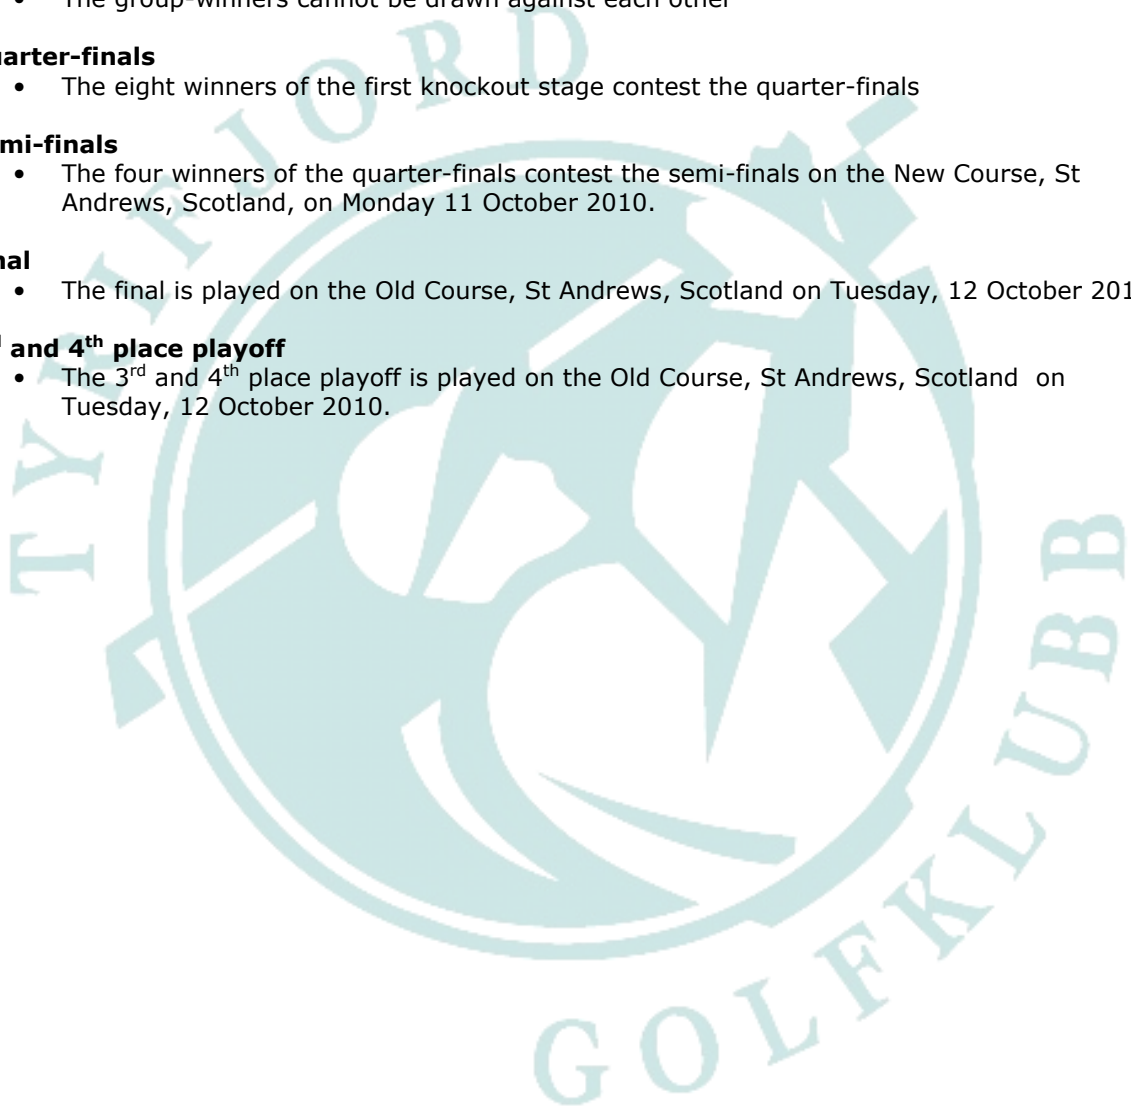 • The group-winners cannot be drawn against each other
uarter-finals
• The eight winners of the first knockout stage contest the quarter-finals
mi-finals
• The four winners of the quarter-finals contest the semi-finals on the New Course, St
Andrews, Scotland, on Monday 11 October 2010.
nal
• The final is played on the Old Course, St Andrews, Scotland on Tuesday, 12 October 201
and 4th place playoff
• The 3rd and 4th place playoff is played on the Old Course, St Andrews, Scotland on
Tuesday, 12 October 2010.
TYRIFJORD
GOLFKLUBB